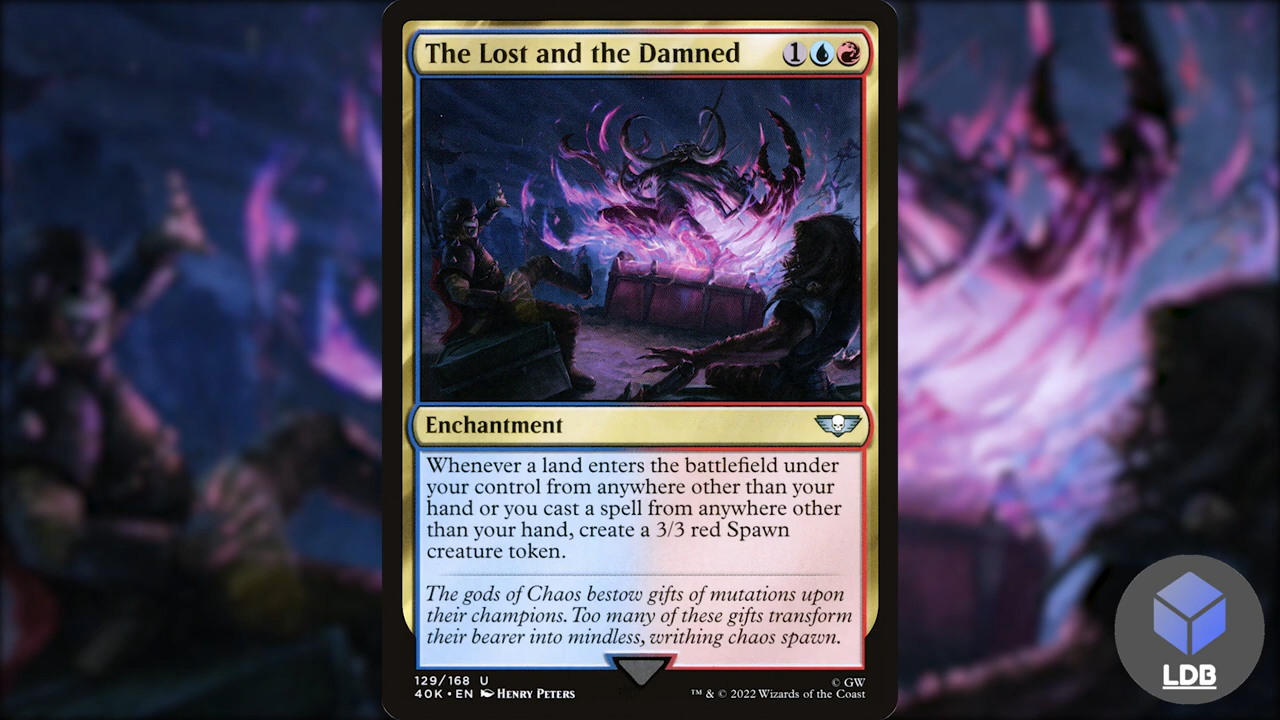 The Lost and the Damned 1
Enchantment
Whenever a land enters the battlefield under
your control from anywhere other than your
hand or you cast a spell from anywhere other
than your hand, create a 3/3 red Spawn
creature token.
The gods of Chaos bestow gifts of mutations upon
their champions. Too many of these gifts transform
their bearer into mindless, writhing chaos spawn.
129/168 U
40K • EN HENRY PETERS
© GW
™ & © 2022 Wizards of the Coast
LDB